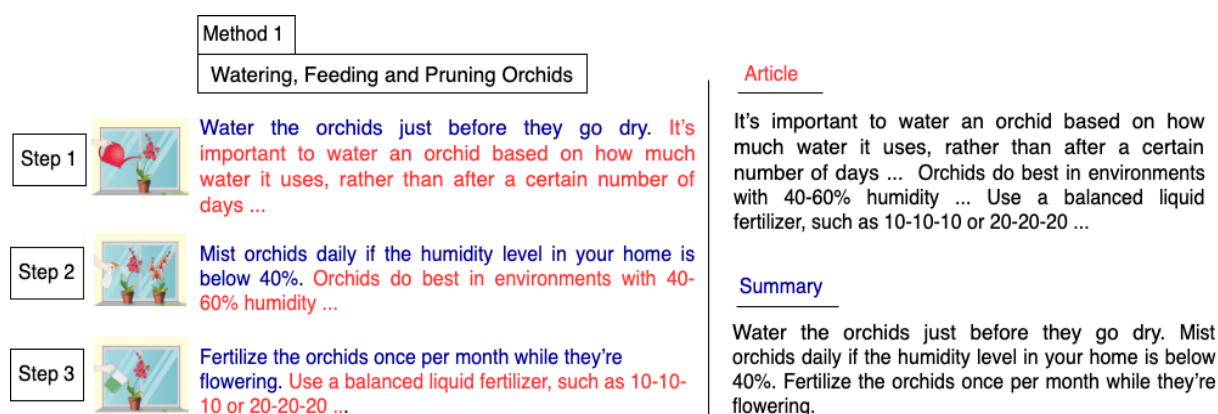 Method 1
Watering, Feeding and Pruning Orchids
Step 1
Water the orchids just before they go dry. It's
important to water an orchid based on how much
water it uses, rather than after a certain number of
days ...
Step 2
Mist orchids daily if the humidity level in your home is
below 40%. Orchids do best in environments with 40-
60% humidity ...
Step 3
Fertilize the orchids once per month while they're
flowering. Use a balanced liquid fertilizer, such as 10-10-
10 or 20-20-20 ...
Article
It's important to water an orchid based on how
much water it uses, rather than after a certain
number of days ... Orchids do best in environments
with 40-60% humidity ... Use a balanced liquid
fertilizer, such as 10-10-10 or 20-20-20 ...
Summary
Water the orchids just before they go dry. Mist
orchids daily if the humidity level in your home is below
40%. Fertilize the orchids once per month while they're
flowering.